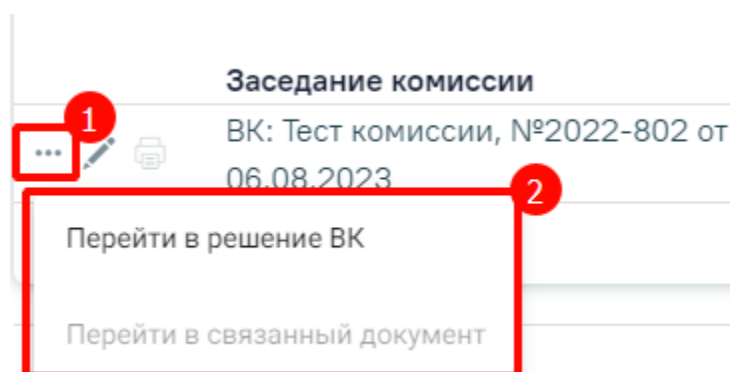 Заседание комиссии
1
ВК: Тест комиссии, №2022-802 от
06.08.2023
2
Перейти в решение ВК
Перейти в связанный документ